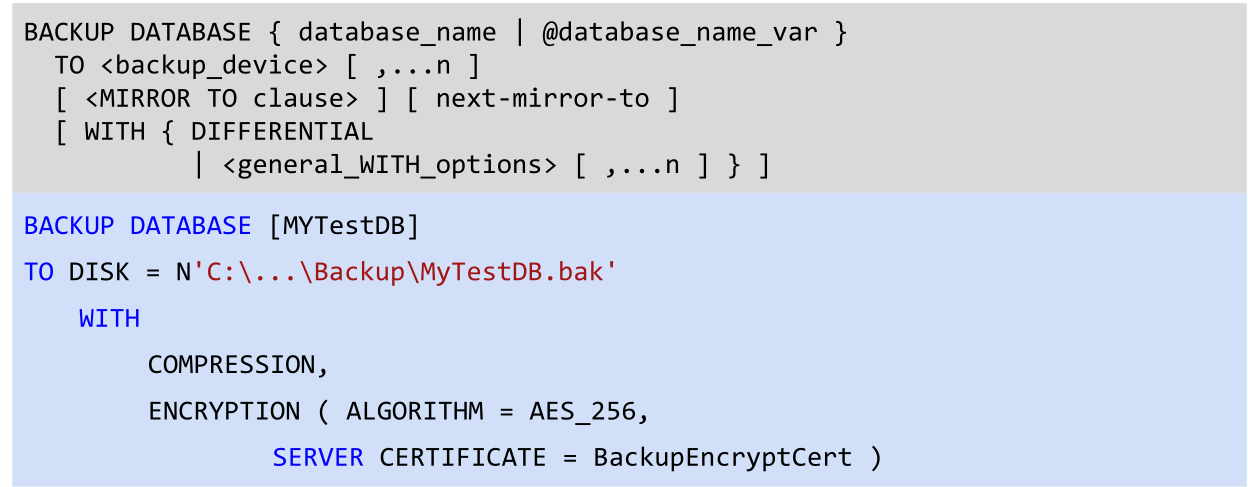 BACKUP DATABASE { database_name | @database_name_var }
TO <backup_device> [ ,...n ]
[ <MIRROR TO clause> ] [ next-mirror-to ]
[ WITH { DIFFERENTIAL
| <general_WITH_options> [ ,...n ] } ]
BACKUP DATABASE [MYTestDB]
TO DISK = N'C:\...\Backup\MyTestDB.bak'
WITH
COMPRESSION,
ENCRYPTION ( ALGORITHM = AES_256,
SERVER CERTIFICATE = BackupEncryptCert )